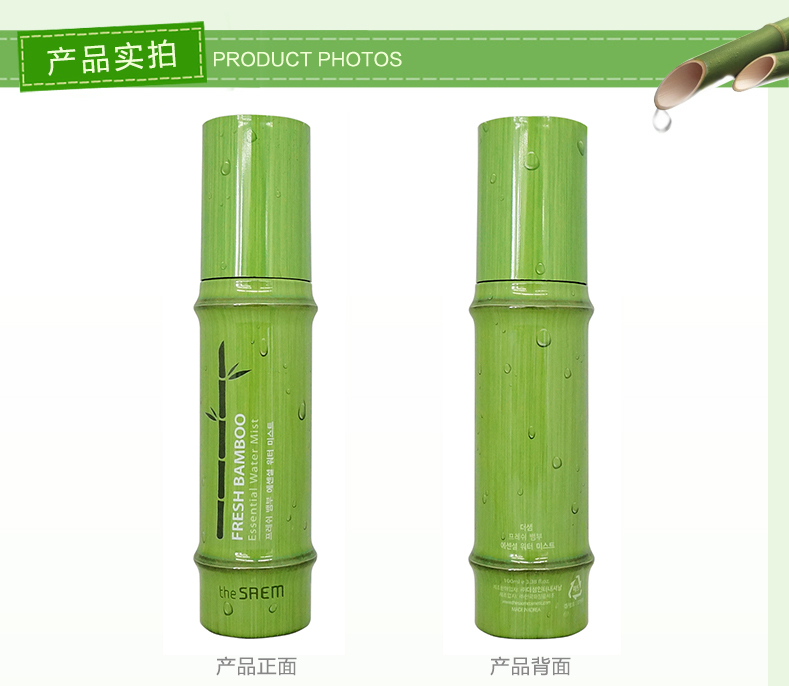 产品实拍
PRODUCT PHOTOS
FRESH BAMBOO
Essential Water Mist
프레쉬 뱀부 에센셜 워터 미스트
the SAEM
더샘
프레쉬 뱀부
에센셜 워터 미스트
MADE IN KOREA
产品正面
产品背面